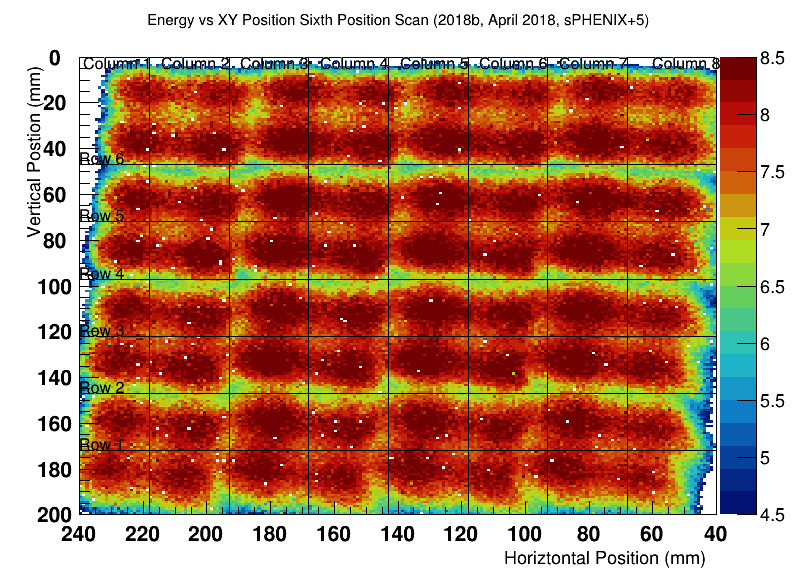 Energy vs XY Position Sixth Position Scan (2018b, April 2018, sPHENIX+5)
Column 1 Column 2 Column 3 Column 4 Column 5 Column 6 Column 7 Column 8
Vertical Postion (mm)
0
20
40
60
80
100
120
140
160
180
200
Row 6
Row 5
Row 4
Row 3
Row 2
Row 1
240 220 200 180 160 140 120 100 80 60 40
Horiztontal Position (mm)
8.5
8
7.5
7
6.5
6
5.5
5
4.5